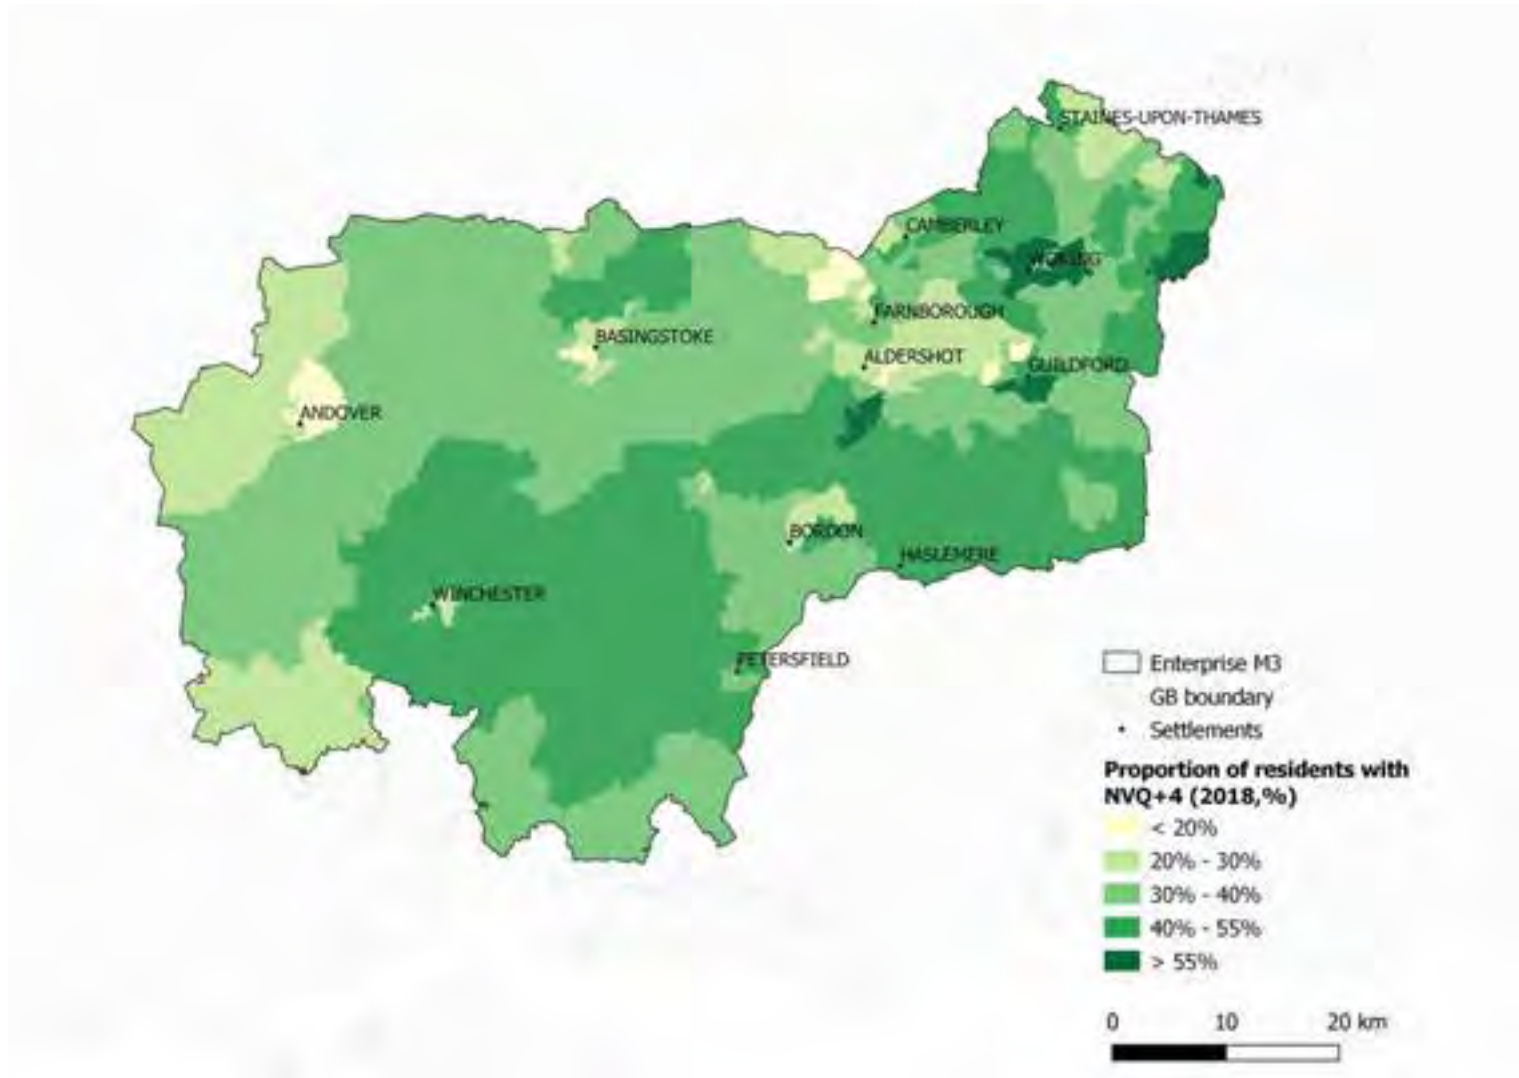 STAINES-UPON-THAMES
CAMBERLEY
WOKING
FARNBOROUGH
BASINGSTOKE
ALDERSHOT
GUILDFORD
ANDOVER
BORDON
HASLEMERE
WINCHESTER
PETERSFIELD
Enterprise M3
GB boundary
Settlements
Proportion of residents with
NVQ+4 (2018,%)
< 20%
20% - 30%
30% - 40%
40% - 55%
> 55%
0 10 20 km